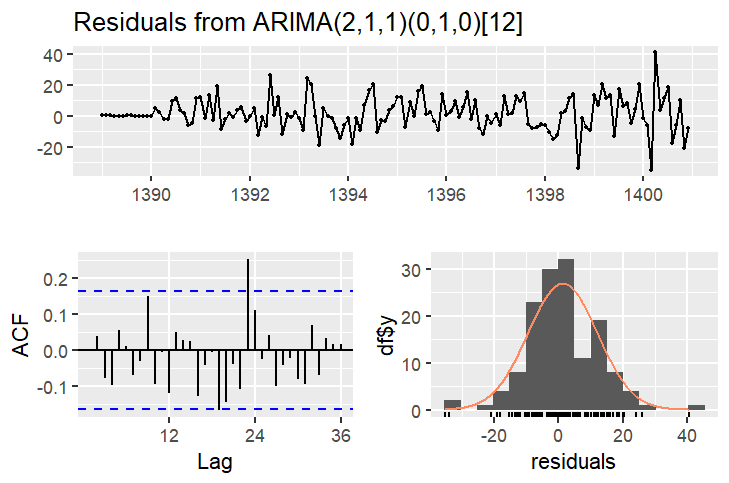 Residuals from ARIMA(2,1,1)(0,1,0)[12]
40
20
0
-20
1390 1392 1394 1396 1398 1400
ACF
0.2
0.1
0.0
-0.1
12 24 36
Lag
df$y
30
20
10
0
-20 0 20 40
residuals